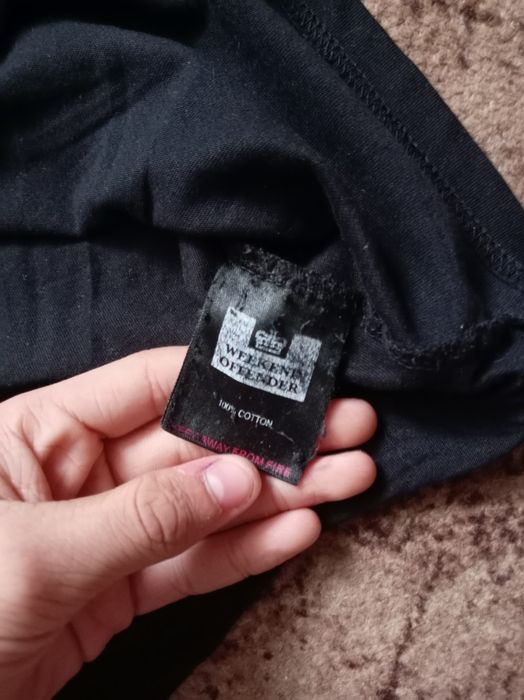 WEEKEND
OFFENDER
100% COTTON
AWAY FROM FIRE